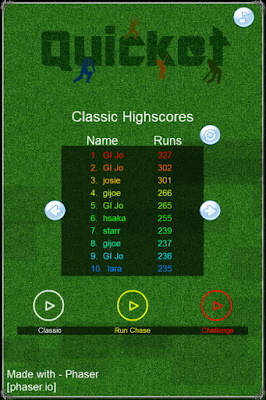 Quicket
Classic Highscores
Name Runs
1. GI Jo 327
2. GI Jo 302
3. josie 301
4. gijoe 266
5. GI Jo 265
6. hsaka 255
7. starr 239
8. gijoe 237
9. GI Jo 236
10. lara 235
Classic Run Chase Challenge
Made with - Phaser
[phaser.io]